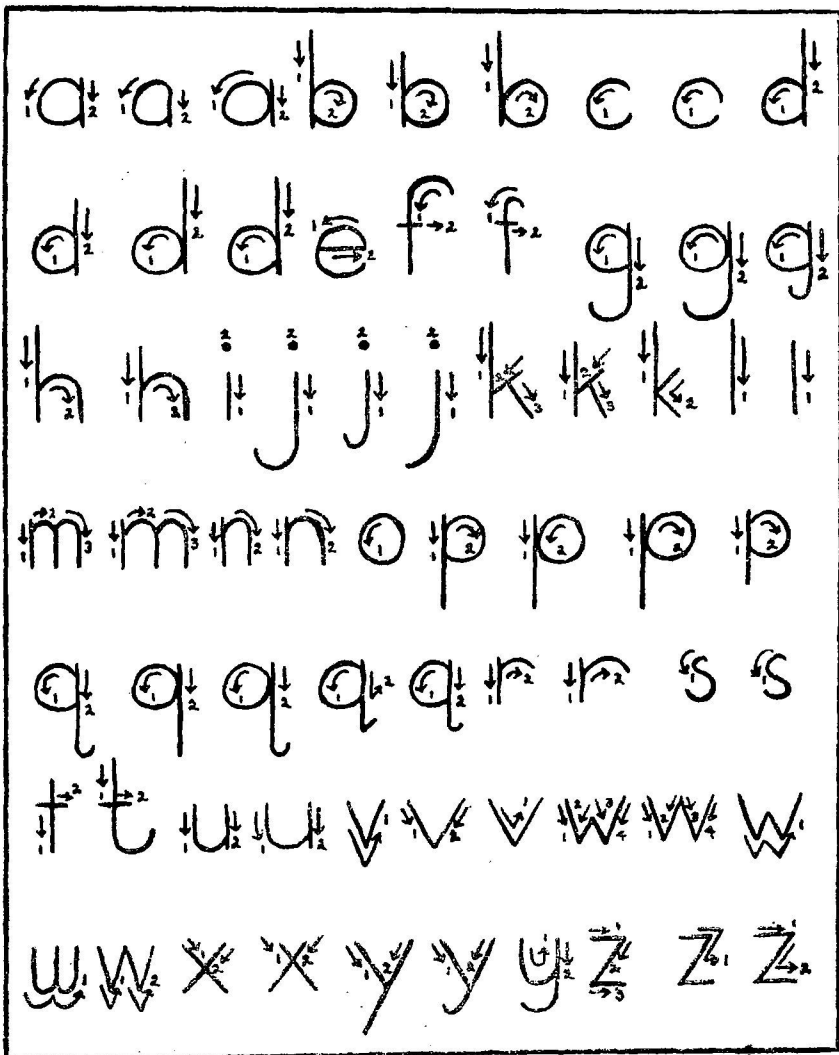 a a a b b b c c d
d d d e f f g g g
h h i j j j k k k l l
m m n n o p p p p
q q q q q r r s s
t t u u v v v w w w
w w x x y y y z z z